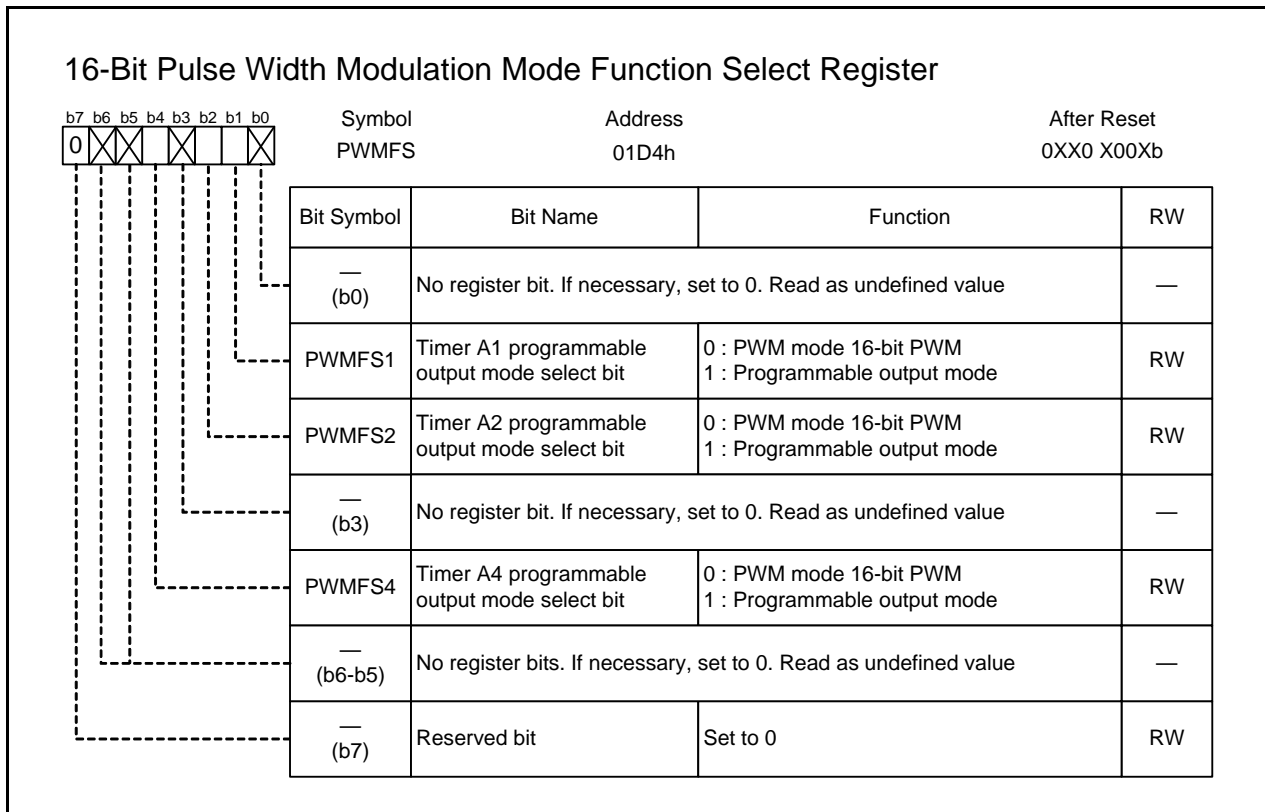 16-Bit Pulse Width Modulation Mode Function Select Register
b7 b6 b5 b4 b3 b2 b1 b0
0
Symbol Address After Reset
PWMFS 01D4h 0XX0 X00Xb
Bit Symbol Bit Name Function RW
—
(b0)
No register bit. If necessary, set to 0. Read as undefined value —
PWMFS1
Timer A1 programmable
output mode select bit
0 : PWM mode 16-bit PWM
1 : Programmable output mode
RW
PWMFS2
Timer A2 programmable
output mode select bit
0 : PWM mode 16-bit PWM
1 : Programmable output mode
RW
—
(b3)
No register bit. If necessary, set to 0. Read as undefined value —
PWMFS4
Timer A4 programmable
output mode select bit
0 : PWM mode 16-bit PWM
1 : Programmable output mode
RW
—
(b6-b5)
No register bits. If necessary, set to 0. Read as undefined value —
—
(b7)
Reserved bit Set to 0 RW